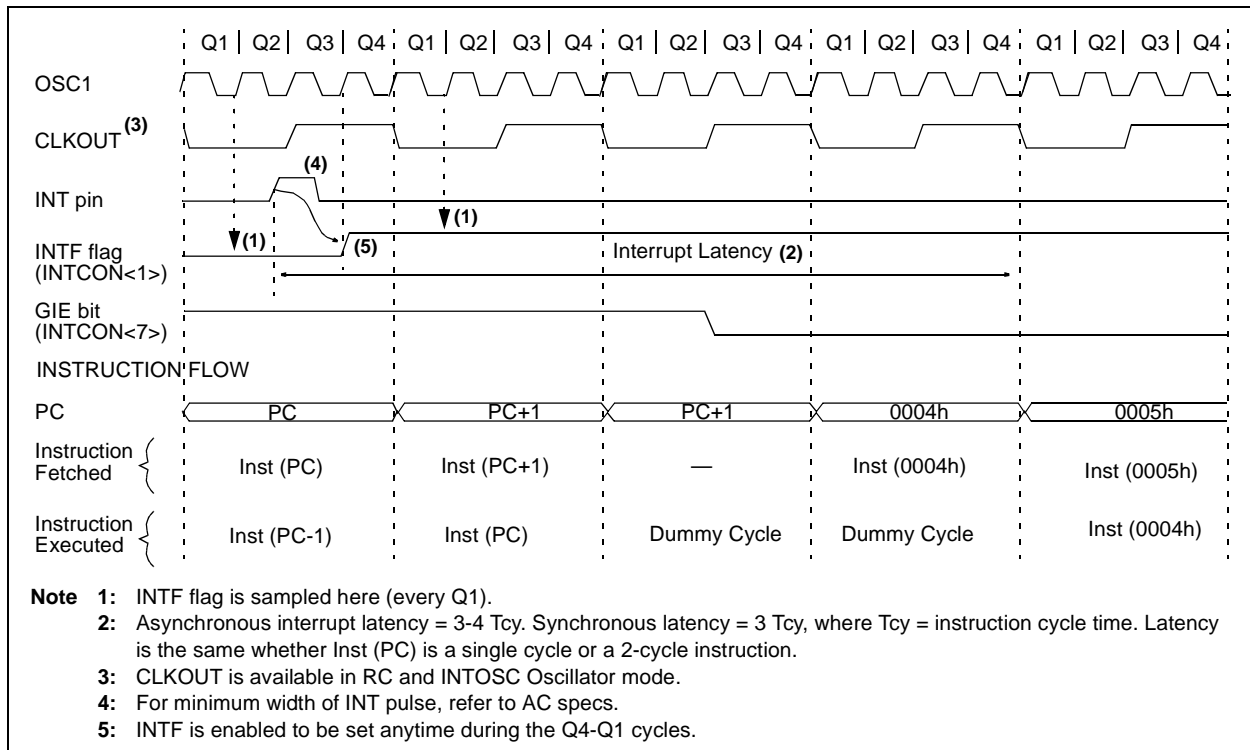 Q1 | Q2 | Q3 | Q4 Q1 | Q2 | Q3 | Q4 Q1 | Q2 | Q3 | Q4 Q1 | Q2 | Q3 | Q4 Q1 | Q2 | Q3 | Q4
OSC1
CLKOUT (3)
(4)
INT pin
(1)
(1) (5)
INTF flag
(INTCON<1>)
Interrupt Latency (2)
GIE bit
(INTCON<7>)
INSTRUCTION FLOW
PC PC PC+1 PC+1 0004h 0005h
Instruction
Fetched
Inst (PC) Inst (PC+1) — Inst (0004h) Inst (0005h)
Instruction
Executed
Inst (PC-1) Inst (PC) Dummy Cycle Dummy Cycle Inst (0004h)
Note 1: INTF flag is sampled here (every Q1).
2: Asynchronous interrupt latency = 3-4 Tcy. Synchronous latency = 3 Tcy, where Tcy = instruction cycle time. Latency
is the same whether Inst (PC) is a single cycle or a 2-cycle instruction.
3: CLKOUT is available in RC and INTOSC Oscillator mode.
4: For minimum width of INT pulse, refer to AC specs.
5: INTF is enabled to be set anytime during the Q4-Q1 cycles.